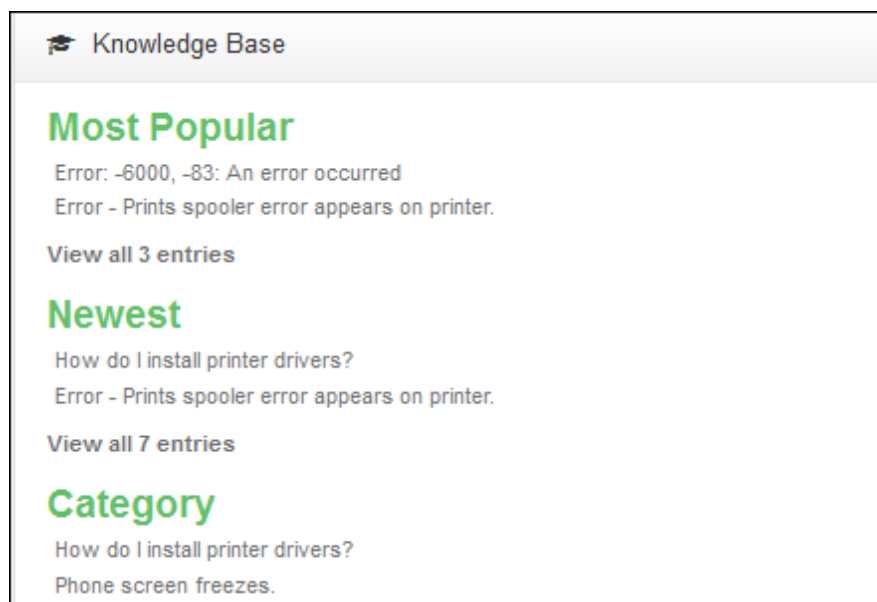 Knowledge Base
Most Popular
Error: -6000, -83: An error occurred
Error - Prints spooler error appears on printer.
View all 3 entries
Newest
How do I install printer drivers?
Error - Prints spooler error appears on printer.
View all 7 entries
Category
How do I install printer drivers?
Phone screen freezes.